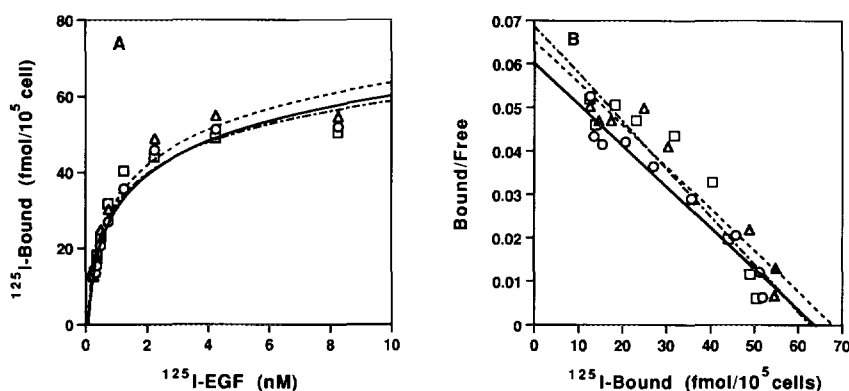 A
80
60
40
20
0
0 2 4 6 8 10
¹²⁵I-Bound (fmol/10⁵ cell)
¹²⁵I-EGF (nM)
B
0.07
0.06
0.05
0.04
0.03
0.02
0.01
0
0 10 20 30 40 50 60 70
Bound/Free
¹²⁵I-Bound (fmol/10⁵ cells)